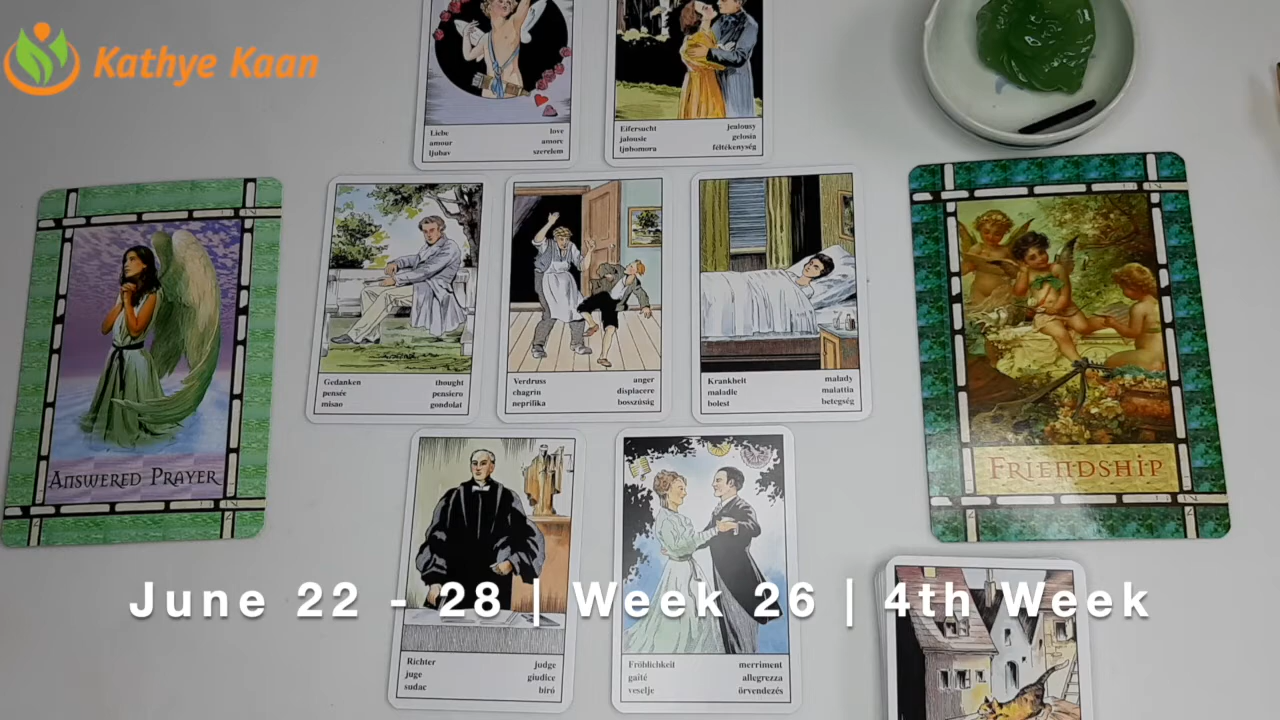 Kathye Kaan
Liebe love
amour amore
ljubav szerelem
Eifersucht jealousy
jalousie gelosia
ljubomora féltékenység
ANSWERED PRAYER
Gedanken thought
pensée pensiero
misao gondolat
Verdruss anger
chagrin displacere
neprilika bosszúság
Krankheit malady
maladie malattia
bolest betegség
FRIENDSHIP
June 22 - 28 | Week 26 | 4th Week
Richter judge
juge giudice
sudac bíró
Fröhlichkeit merriment
gaité allegrezza
veselje örvendezés